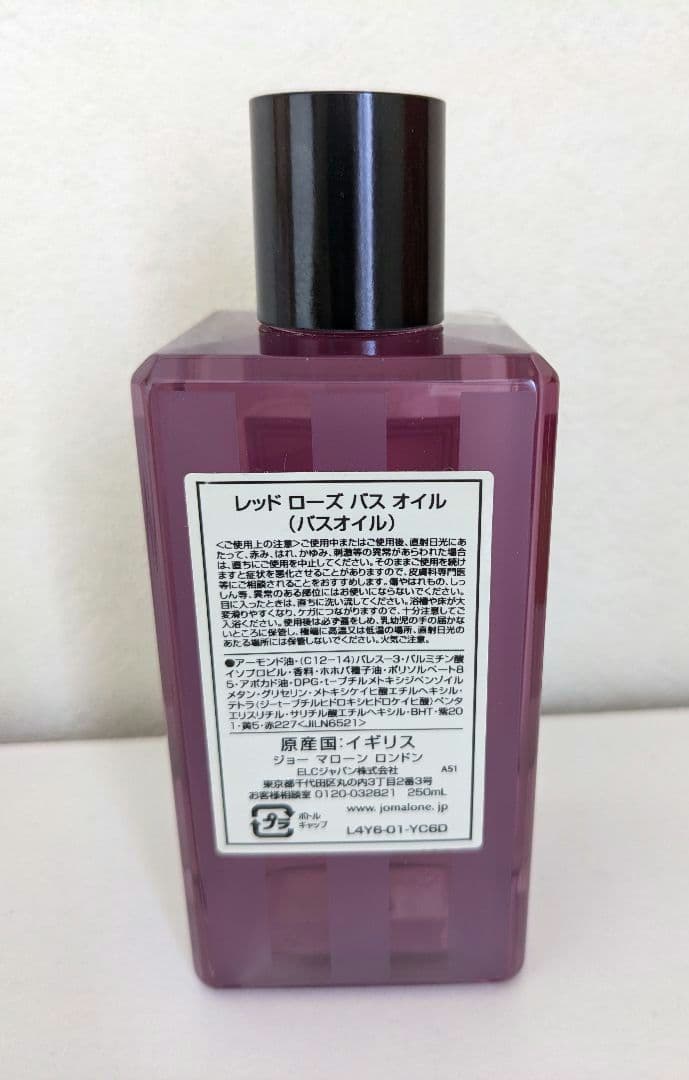 レッド ローズ バス オイル
（バスオイル）
＜ご使用上の注意＞ご使用中またはご使用後、直射日光にあ
たって、赤み、はれ、かゆみ、刺激等の異常があらわれた場合
は、直ちにご使用を中止してください。そのままご使用を続け
ますと症状を悪化させることがありますので、皮膚科専門医
等にご相談されることをおすすめします。傷やはれもの、しっ
しん等、異常のある部位にはお使いにならないでください。
目に入ったときは、直ちに洗い流してください。浴槽や床が大
変滑りやすくなり、ケガにつながりますので、十分注意してご
入浴ください。使用後は必ず蓋をしめ、乳幼児の手の届かな
いところに保管し、極端に高温又は低温の場所、直射日光の
あたる場所には保管しないでください。火気ご注意。
●アーモンド油・（C12-14）パレス-3・パルミチン酸
イソプロピル・香料・ホホバ種子油・ポリソルベート8
5・アボカド油・DPG・t-ブチルメトキシジベンゾイル
メタン・グリセリン・メトキシケイヒ酸エチルヘキシル・
テトラ（ジ-t-ブチルヒドロキシヒドロケイヒ酸）ペンタ
エリスリチル・サリチル酸エチルヘキシル・BHT・紫20
1・黄5・赤227＜JILN6521＞
原産国：イギリス
ジョー マローン ロンドン
ELCジャパン株式会社 A51
東京都千代田区丸の内3丁目2番3号
お客様相談室 0120-032821 250mL
www. jomalone. jp
プラ ボトル
キャップ
L4Y6-01-YC6D